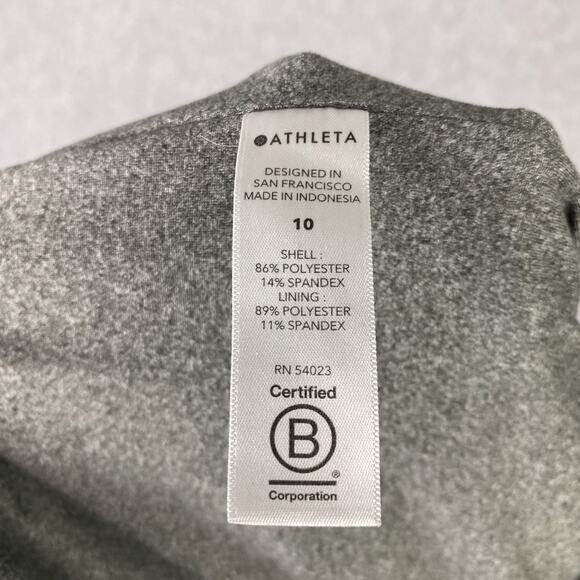 ATHLETA
DESIGNED IN
SAN FRANCISCO
MADE IN INDONESIA
10
SHELL :
86% POLYESTER
14% SPANDEX
LINING :
89% POLYESTER
11% SPANDEX
RN 54023
Certified
B
®
Corporation